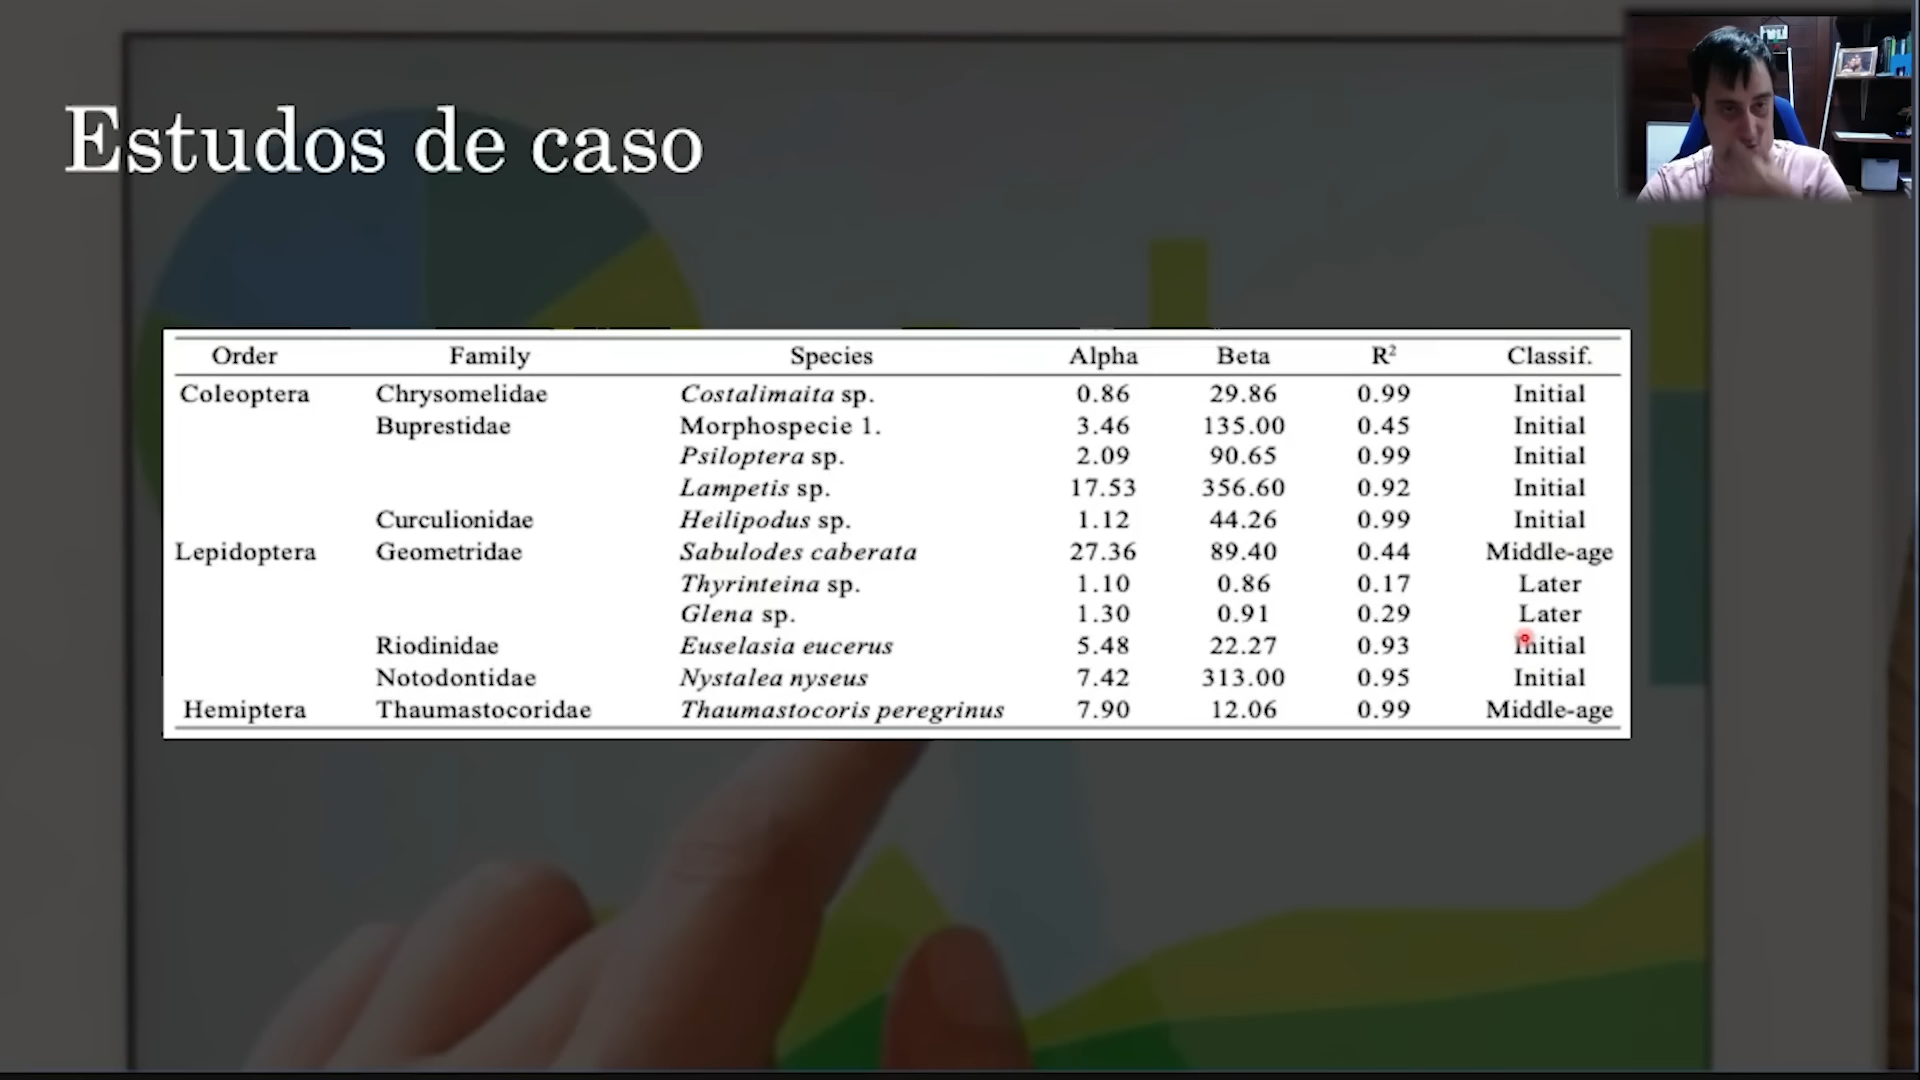 Estudos de caso
Order Family Species Alpha Beta R² Classif.
Coleoptera Chrysomelidae Costalimaita sp. 0.86 29.86 0.99 Initial
Buprestidae Morphospecie 1. 3.46 135.00 0.45 Initial
Psiloptera sp. 2.09 90.65 0.99 Initial
Lampetis sp. 17.53 356.60 0.92 Initial
Curculionidae Heilipodus sp. 1.12 44.26 0.99 Initial
Lepidoptera Geometridae Sabulodes caberata 27.36 89.40 0.44 Middle-age
Thyrinteina sp. 1.10 0.86 0.17 Later
Glena sp. 1.30 0.91 0.29 Later
Riodinidae Euselasia eucerus 5.48 22.27 0.93 Initial
Notodontidae Nystalea nyseus 7.42 313.00 0.95 Initial
Hemiptera Thaumastocoridae Thaumastocoris peregrinus 7.90 12.06 0.99 Middle-age